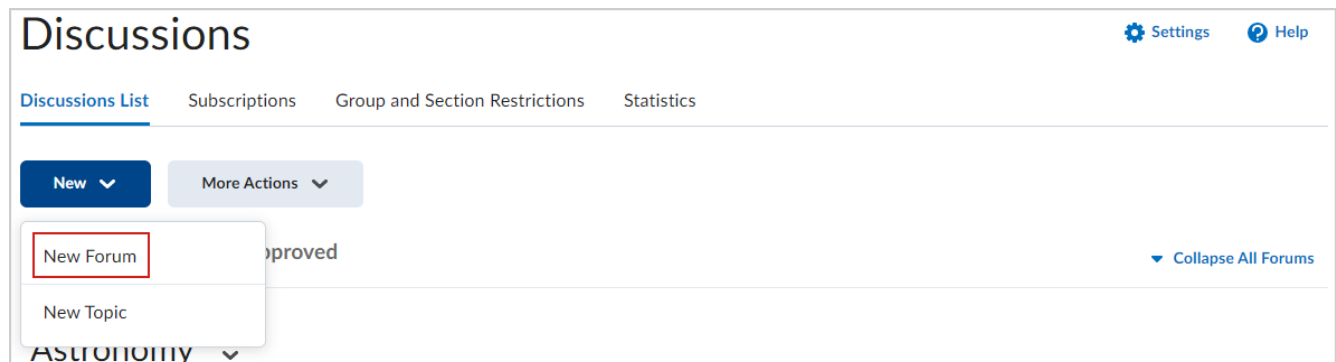 Discussions
Settings
Help
Discussions List Subscriptions Group and Section Restrictions Statistics
New More Actions
New Forum
Collapse All Forums
New Topic
Astronomy